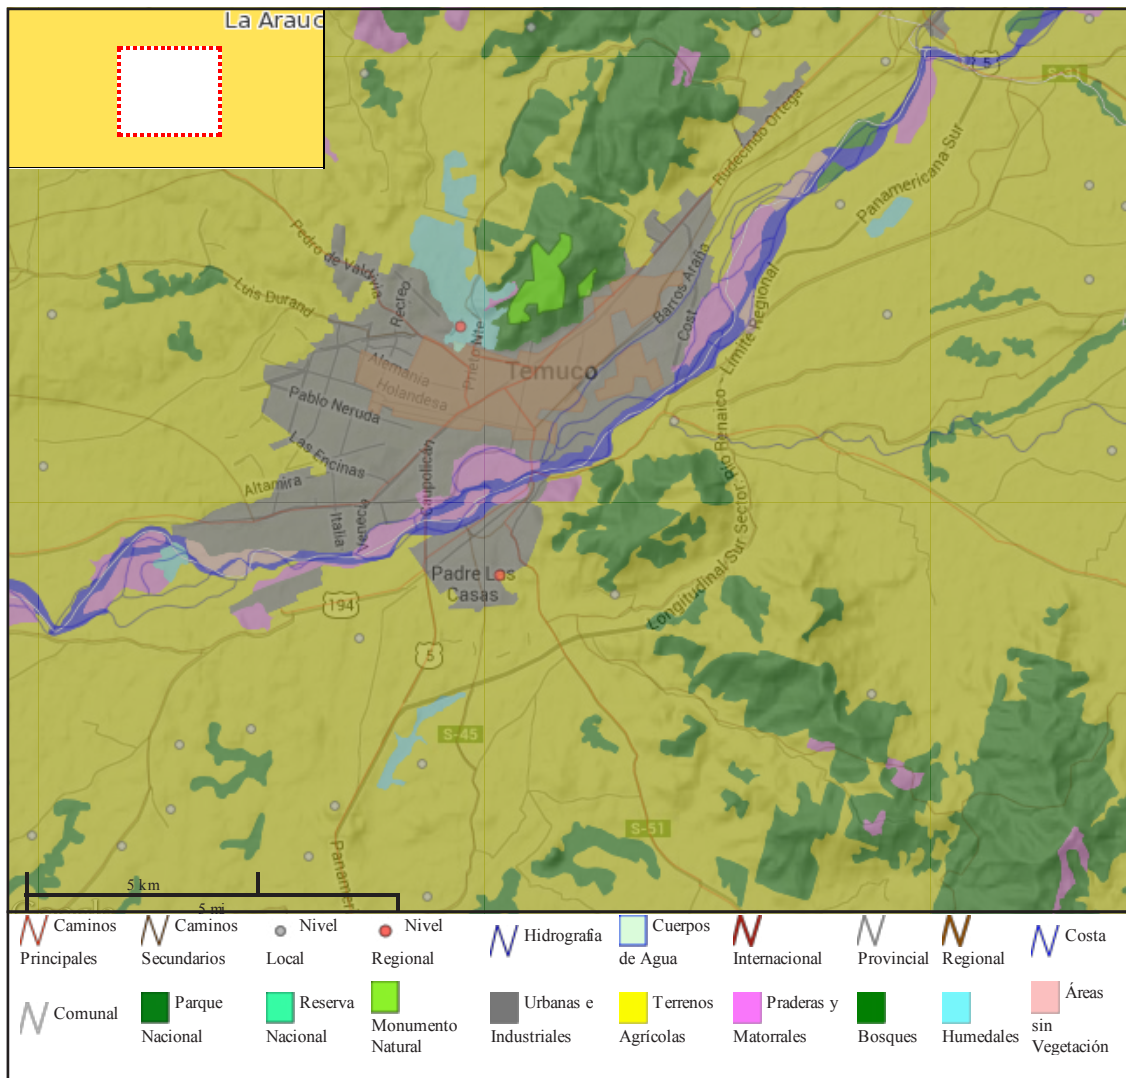 La Arauc
5
S-31
Rudecindo Ortega
Panamericana Sur
Pedro de Valdivia
Luis Durand
Recreo
Barros Araña
Cost
Prieto Nte
Temuco
Alemania
Holandesa
Pablo Neruda
Las Encinas
Altamira
Caupolicán
Italia
Venecia
Longitudinal Sur Sector: Río Renaico - Límite Regional
Padre Las
Casas
194
5
S-45
S-51
Panamer
5 km
5 mi
Caminos
Principales
Caminos
Secundarios
Nivel
Local
Nivel
Regional
Hidrografía
Cuerpos
de Agua
Internacional
Provincial
Regional
Costa
Comunal
Parque
Nacional
Reserva
Nacional
Monumento
Natural
Urbanas e
Industriales
Terrenos
Agrícolas
Praderas y
Matorrales
Bosques
Humedales
Áreas
sin
Vegetación